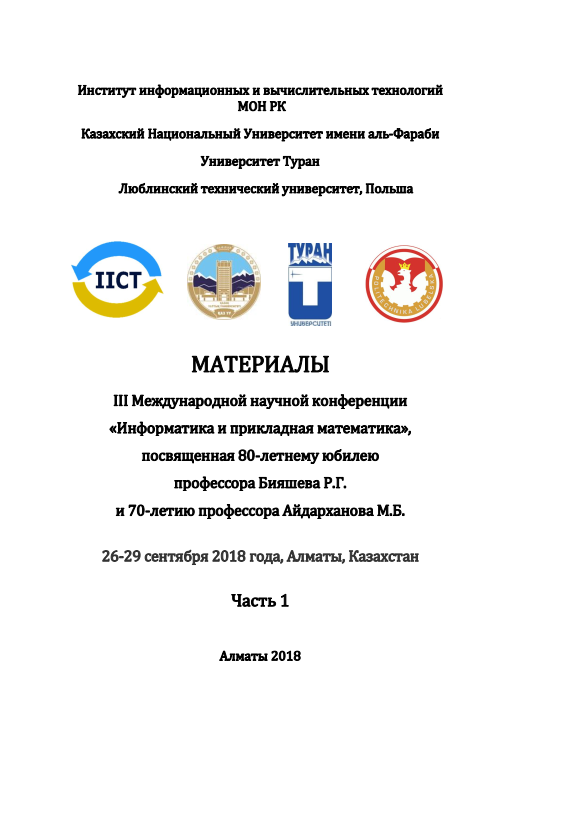 Институт информационных и вычислительных технологий
МОН РК
Казахский Национальный Университет имени аль-Фараби
Университет Туран
Люблинский технический университет, Польша
IICT
ТУРАН
УНИВЕРСИТЕТІ
POLITECHNIKA LUBELSKA
МАТЕРИАЛЫ
III Международной научной конференции
«Информатика и прикладная математика»,
посвященная 80-летнему юбилею
профессора Бияшева Р.Г.
и 70-летию профессора Айдарханова М.Б.
26-29 сентября 2018 года, Алматы, Казахстан
Часть 1
Алматы 2018